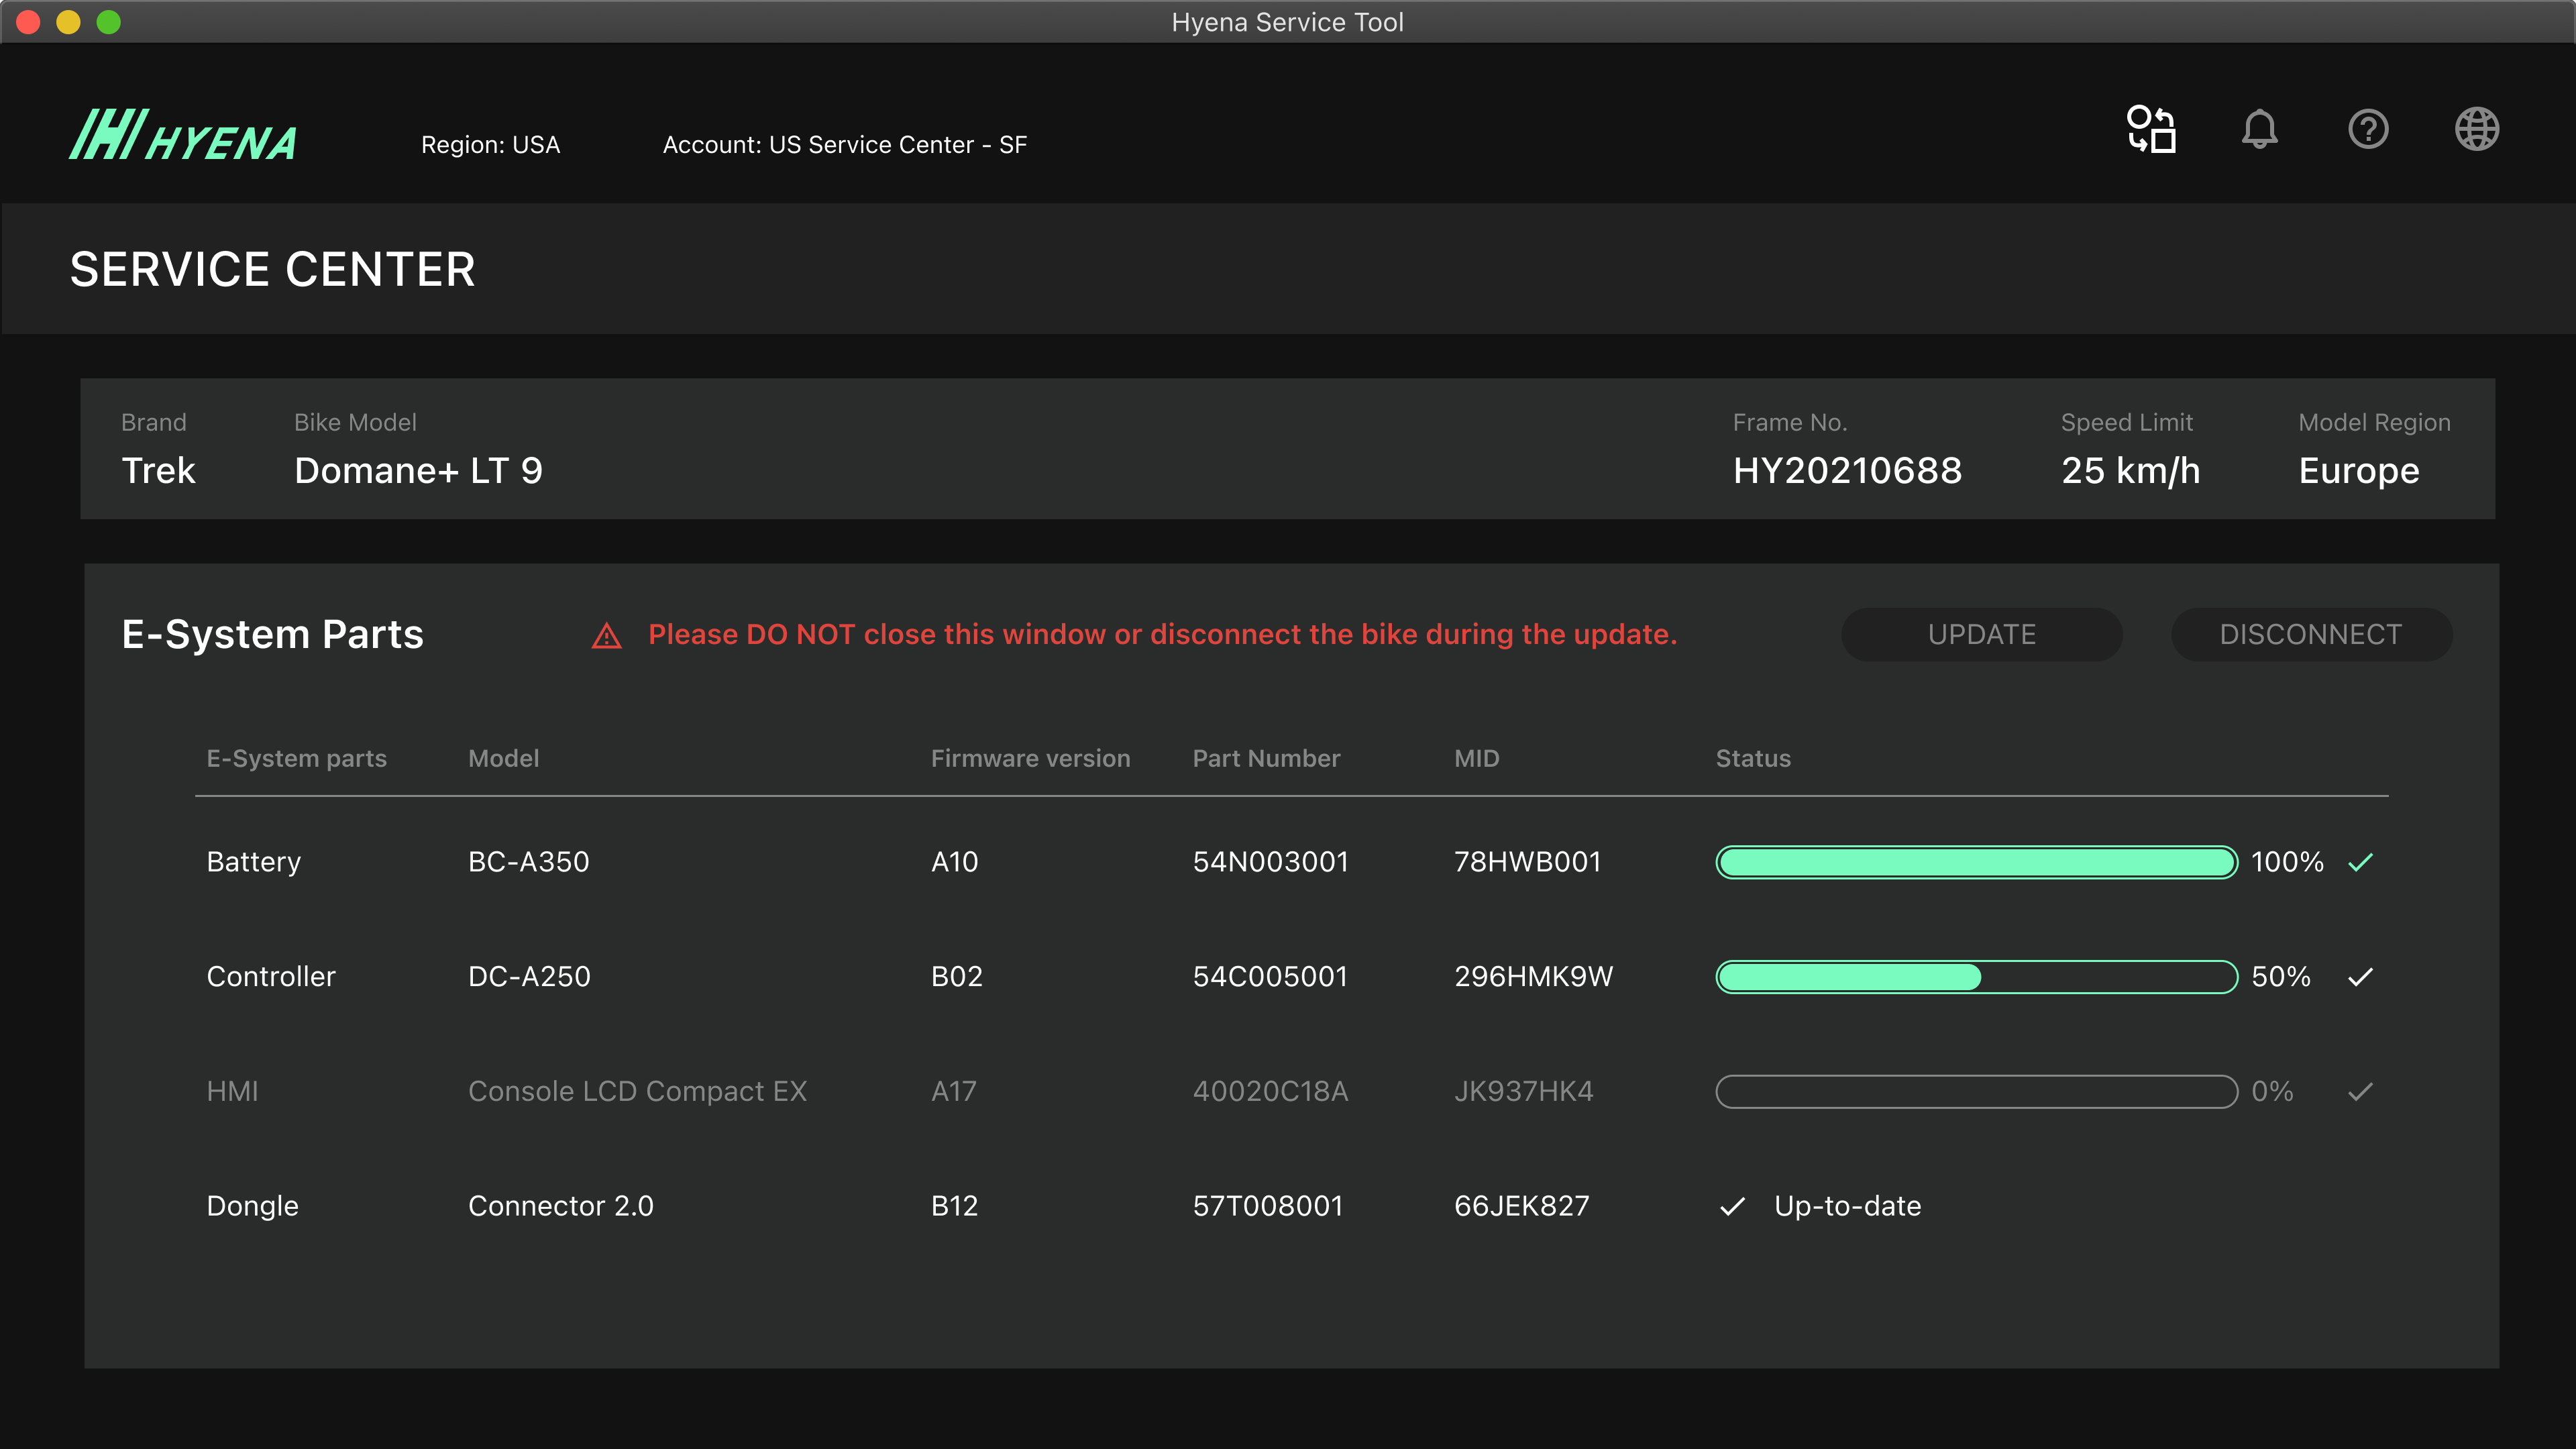 Hyena Service Tool
HYENA
Region: USA
Account: US Service Center - SF
SERVICE CENTER
Brand
Bike Model
Frame No.
Speed Limit
Model Region
Trek
Domane+ LT 9
HY20210688
25 km/h
Europe
E-System Parts
Please DO NOT close this window or disconnect the bike during the update.
UPDATE
DISCONNECT
E-System parts
Model
Firmware version
Part Number
MID
Status
Battery
BC-A350
A10
54N003001
78HWB001
100%
Controller
DC-A250
B02
54C005001
296HMK9W
50%
HMI
Console LCD Compact EX
A17
40020C18A
JK937HK4
0%
Dongle
Connector 2.0
B12
57T008001
66JEK827
Up-to-date